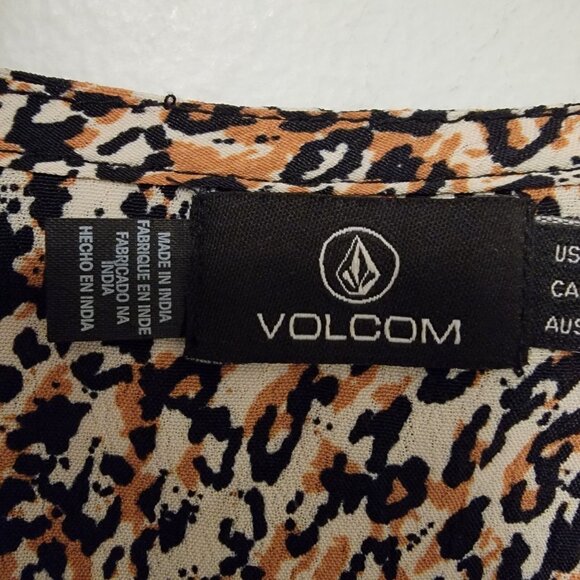 MADE IN INDIA
FABRIQUE EN INDE
FABRICADO NA
INDIA
HECHO EN INDIA
VOLCOM
US
CA
AUS